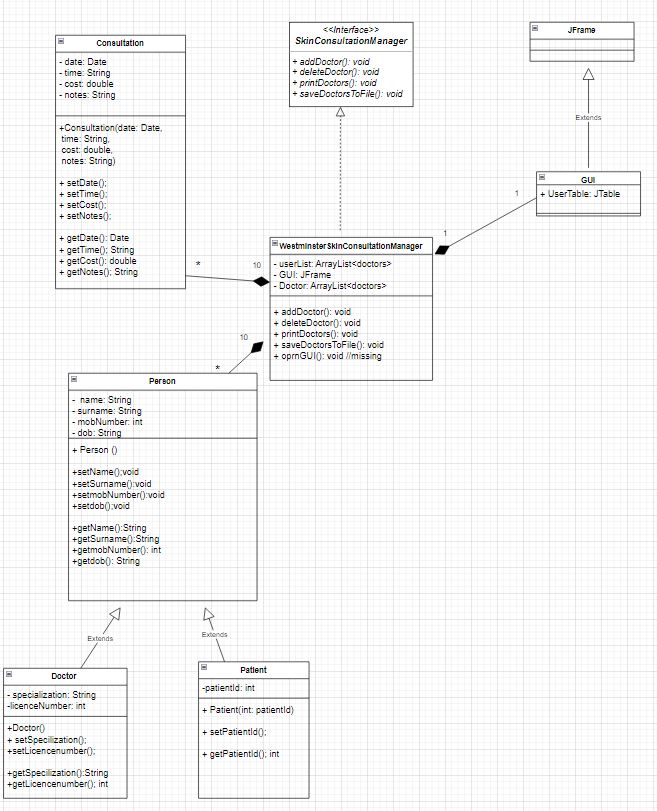 Consultation
- date: Date
- time: String
- cost: double
- notes: String
+Consultation(date: Date,
time: String,
cost: double,
notes: String)
+ setDate();
+ setTime();
+ setCost();
+ setNotes();
+ getDate(): Date
+ getTime(); String
+ getCost(): double
+ getNotes(); String
<<Interface>>
SkinConsultationManager
+ addDoctor(): void
+ deleteDoctor(): void
+ printDoctors(): void
+ saveDoctorsToFile(): void
JFrame
Extends
GUI
+ UserTable: JTable
1
1
*
10
WestminsterSkinConsultationManager
- userList: ArrayList<doctors>
- GUI: JFrame
- Doctor: ArrayList<doctors>
+ addDoctor(): void
+ deleteDoctor(): void
+ printDoctors(): void
+ saveDoctorsToFile(): void
+ oprnGUI(): void //missing
10
*
Person
- name: String
- surname: String
- mobNumber: int
- dob: String
+ Person ()
+setName();void
+setSurname():void
+setmobNumber():void
+setdob();void
+getName():String
+getSurname():String
+getmobNumber(): int
+getdob(): String
Extends
Extends
Doctor
- specialization: String
-licenceNumber: int
+Doctor()
+ setSpecilization();
+setLicencenumber();
+getSpecilization():String
+getLicencenumber(); int
Patient
-patientId: int
+ Patient(int: patientId)
+ setPatientId();
+ getPatientId(); int